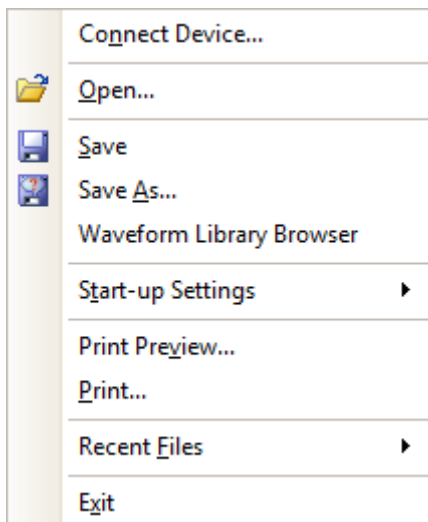 Connect Device...
Open...
Save
Save As...
Waveform Library Browser
Start-up Settings
Print Preview...
Print...
Recent Files
Exit